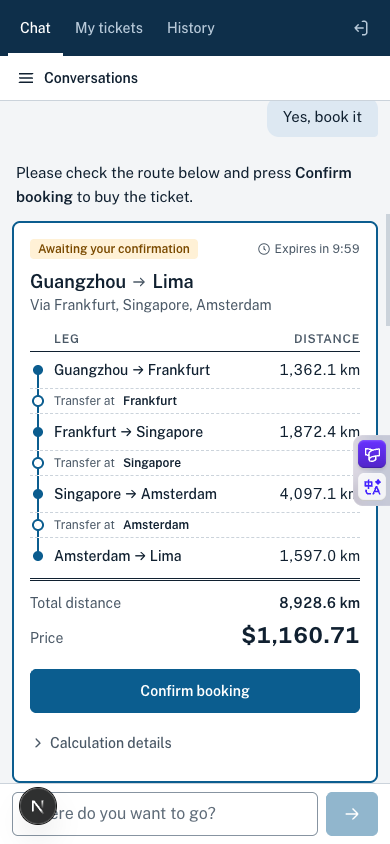 Chat My tickets History
Conversations
Yes, book it
Please check the route below and press Confirm
booking to buy the ticket.
Awaiting your confirmation Expires in 9:59
Guangzhou → Lima
Via Frankfurt, Singapore, Amsterdam
LEG DISTANCE
Guangzhou → Frankfurt 1,362.1 km
Transfer at Frankfurt
Frankfurt → Singapore 1,872.4 km
Transfer at Singapore
Singapore → Amsterdam 4,097.1 km
Transfer at Amsterdam
Amsterdam → Lima 1,597.0 km
Total distance 8,928.6 km
Price $1,160.71
Confirm booking
Calculation details
N ere do you want to go?